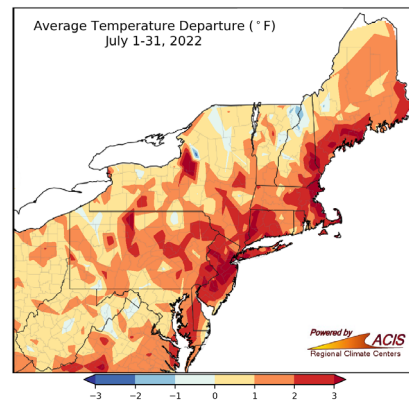 Average Temperature Departure (°F)
July 1-31, 2022
Powered by
ACIS
Regional Climate Centers
−3 −2 −1 0 1 2 3